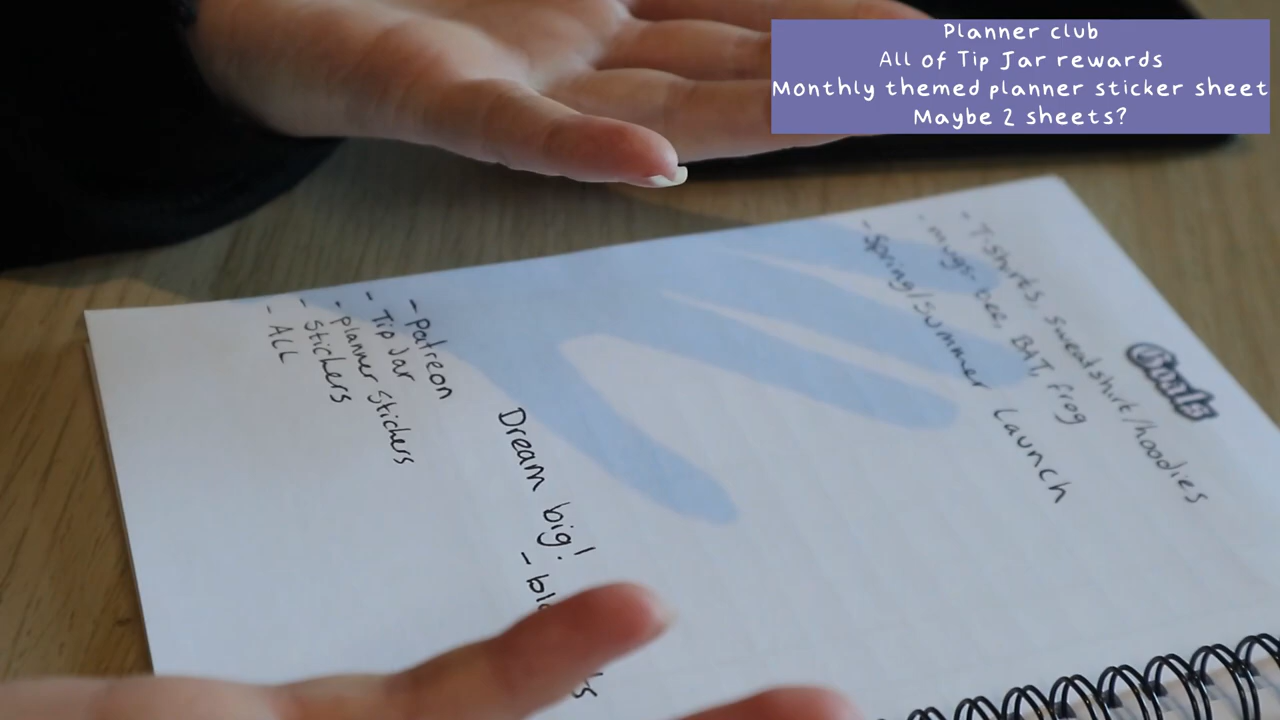 Planner club
All of Tip Jar rewards
Monthly themed planner sticker sheet
Maybe 2 sheets?
Goals
- T-shirts, sweatshirt/hoodies
- mugs-bee, BAT, frog
- Spring/Summer Launch
Dream big!
- Patreon
- Tip Jar
- Planner Stickers
- Stickers
- ALL